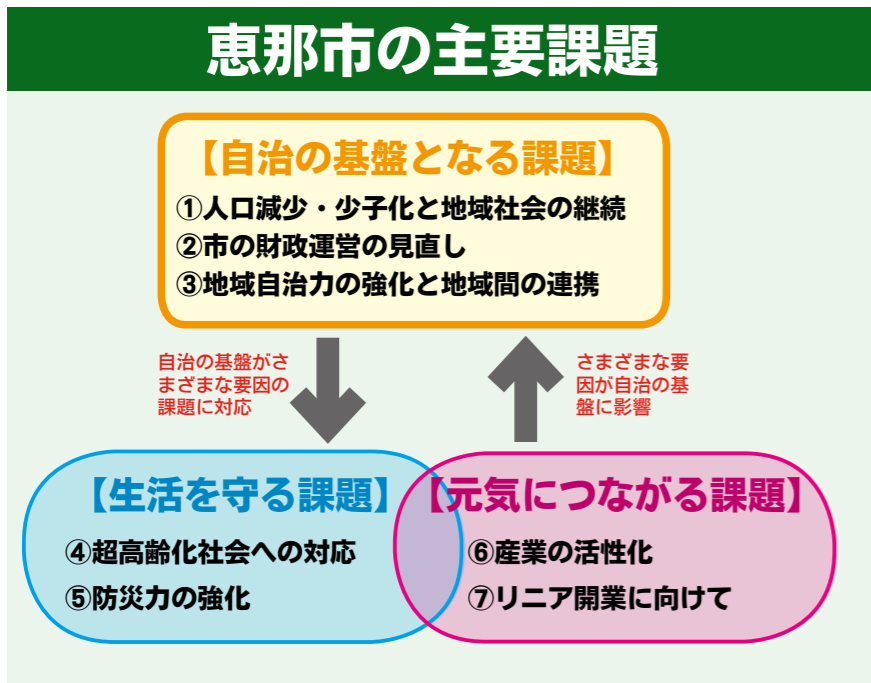 恵那市の主要課題
【自治の基盤となる課題】
①人口減少・少子化と地域社会の継続
②市の財政運営の見直し
③地域自治力の強化と地域間の連携
自治の基盤がさ
まざまな要因の
課題に対応
さまざまな要
因が自治の基
盤に影響
【生活を守る課題】
④超高齢化社会への対応
⑤防災力の強化
【元気につながる課題】
⑥産業の活性化
⑦リニア開業に向けて